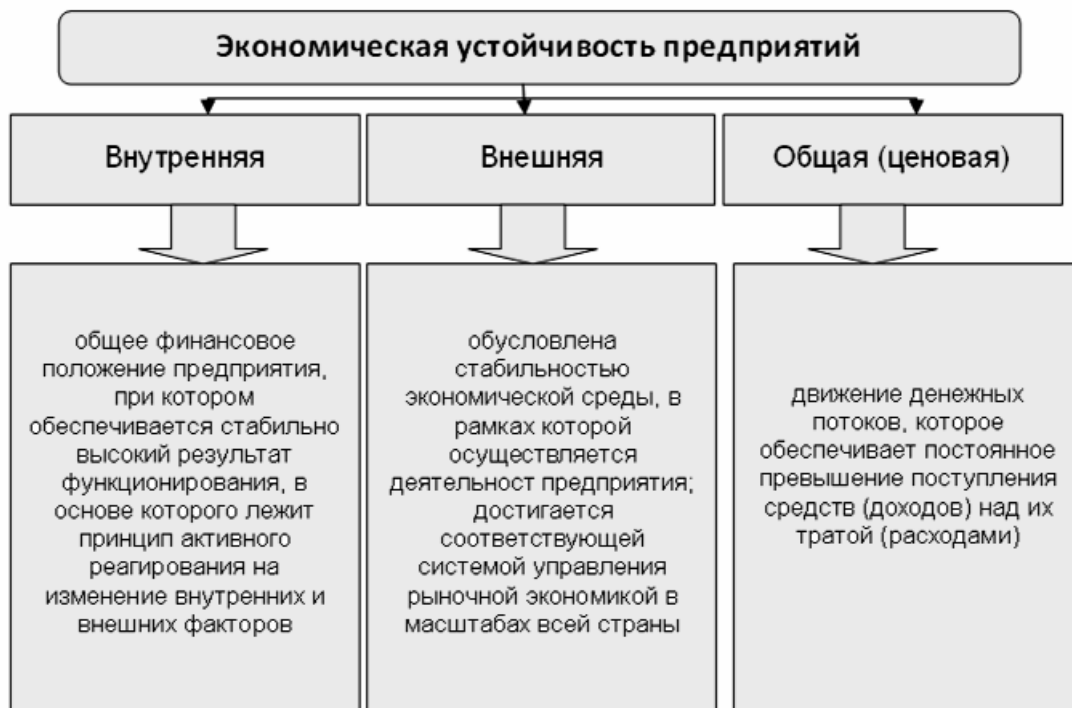 Экономическая устойчивость предприятий
Внутренняя
Внешняя
Общая (ценовая)
общее финансовое
положение предприятия,
при котором
обеспечивается стабильно
высокий результат
функционирования, в
основе которого лежит
принцип активного
реагирования на
изменение внутренних и
внешних факторов
обусловлена
стабильностью
экономической среды, в
рамках которой
осуществляется
деятельност предприятия;
достигается
соответствующей
системой управления
рыночной экономикой в
масштабах всей страны
движение денежных
потоков, которое
обеспечивает постоянное
превышение поступления
средств (доходов) над их
тратой (расходами)